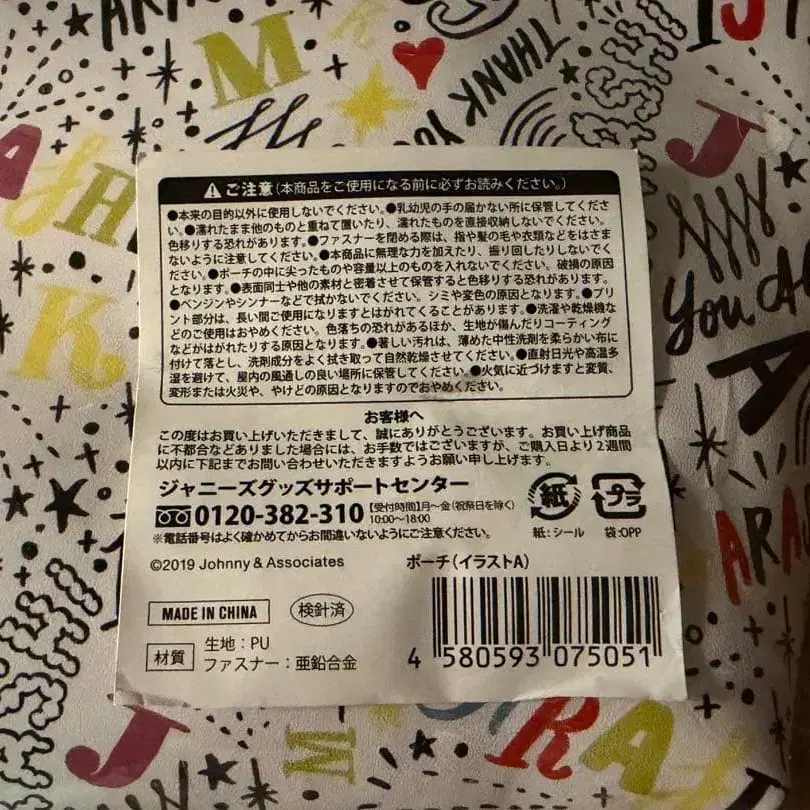 ARA
M
THANK YOU
J
A
H
K
You A
A
⚠ご注意(本商品をご使用になる前に必ずお読みください。)
●本来の目的以外に使用しないでください。●乳幼児の手の届かない所に保管してくださ
い。●濡れたまま他のものと重ねて置いたり、濡れたものを直接収納しないでください。
色移りする恐れがあります。●ファスナーを閉める際は、指や髪の毛や衣類などをはさま
ないように注意してください。●本商品に無理な力を加えたり、振り回したりしないでく
ださい。●ポーチの中に尖ったものや容量以上のものを入れないでください。破損の原因
となります。●表面同士や他の素材と密着させて保管すると色移りする恐れがあります。
●ベンジンやシンナーなどで拭かないでください。シミや変色の原因となります。●プリ
ント部分は、長い間ご使用になりますとはがれてくることがあります。●洗濯や乾燥機な
どのご使用はおやめください。色落ちの恐れがあるほか、生地が傷んだりコーティング
などがはがれたりする原因となります。●著しい汚れは、薄めた中性洗剤を柔らかい布に
付けて落とし、洗剤成分をよく拭き取って自然乾燥させてください。●直射日光や高温多
湿を避けて、屋内の風通しの良い場所に保管してください。●火気に近づけますと変質、
変形または火災や、やけどの原因となりますのでおやめください。
お客様へ
この度はお買い上げいただきまして、誠にありがとうございます。お買い上げ商品
に不都合などありました場合には、お手数ではございますが、ご購入日より2週間
以内に下記までお問い合わせいただきますようお願い申し上げます。
ジャニーズグッズサポートセンター
0120-382-310 【受付時間】月~金(祝祭日を除く) 10:00~18:00
※電話番号はよく確かめてからお間違いないようにご注意ください。
紙
紙:シール
プラ
袋:OPP
©2019 Johnny & Associates
ポーチ(イラストA)
MADE IN CHINA
検針済
材質
生地:PU
ファスナー:亜鉛合金
4 580593 075051
ARA
J
M
RA